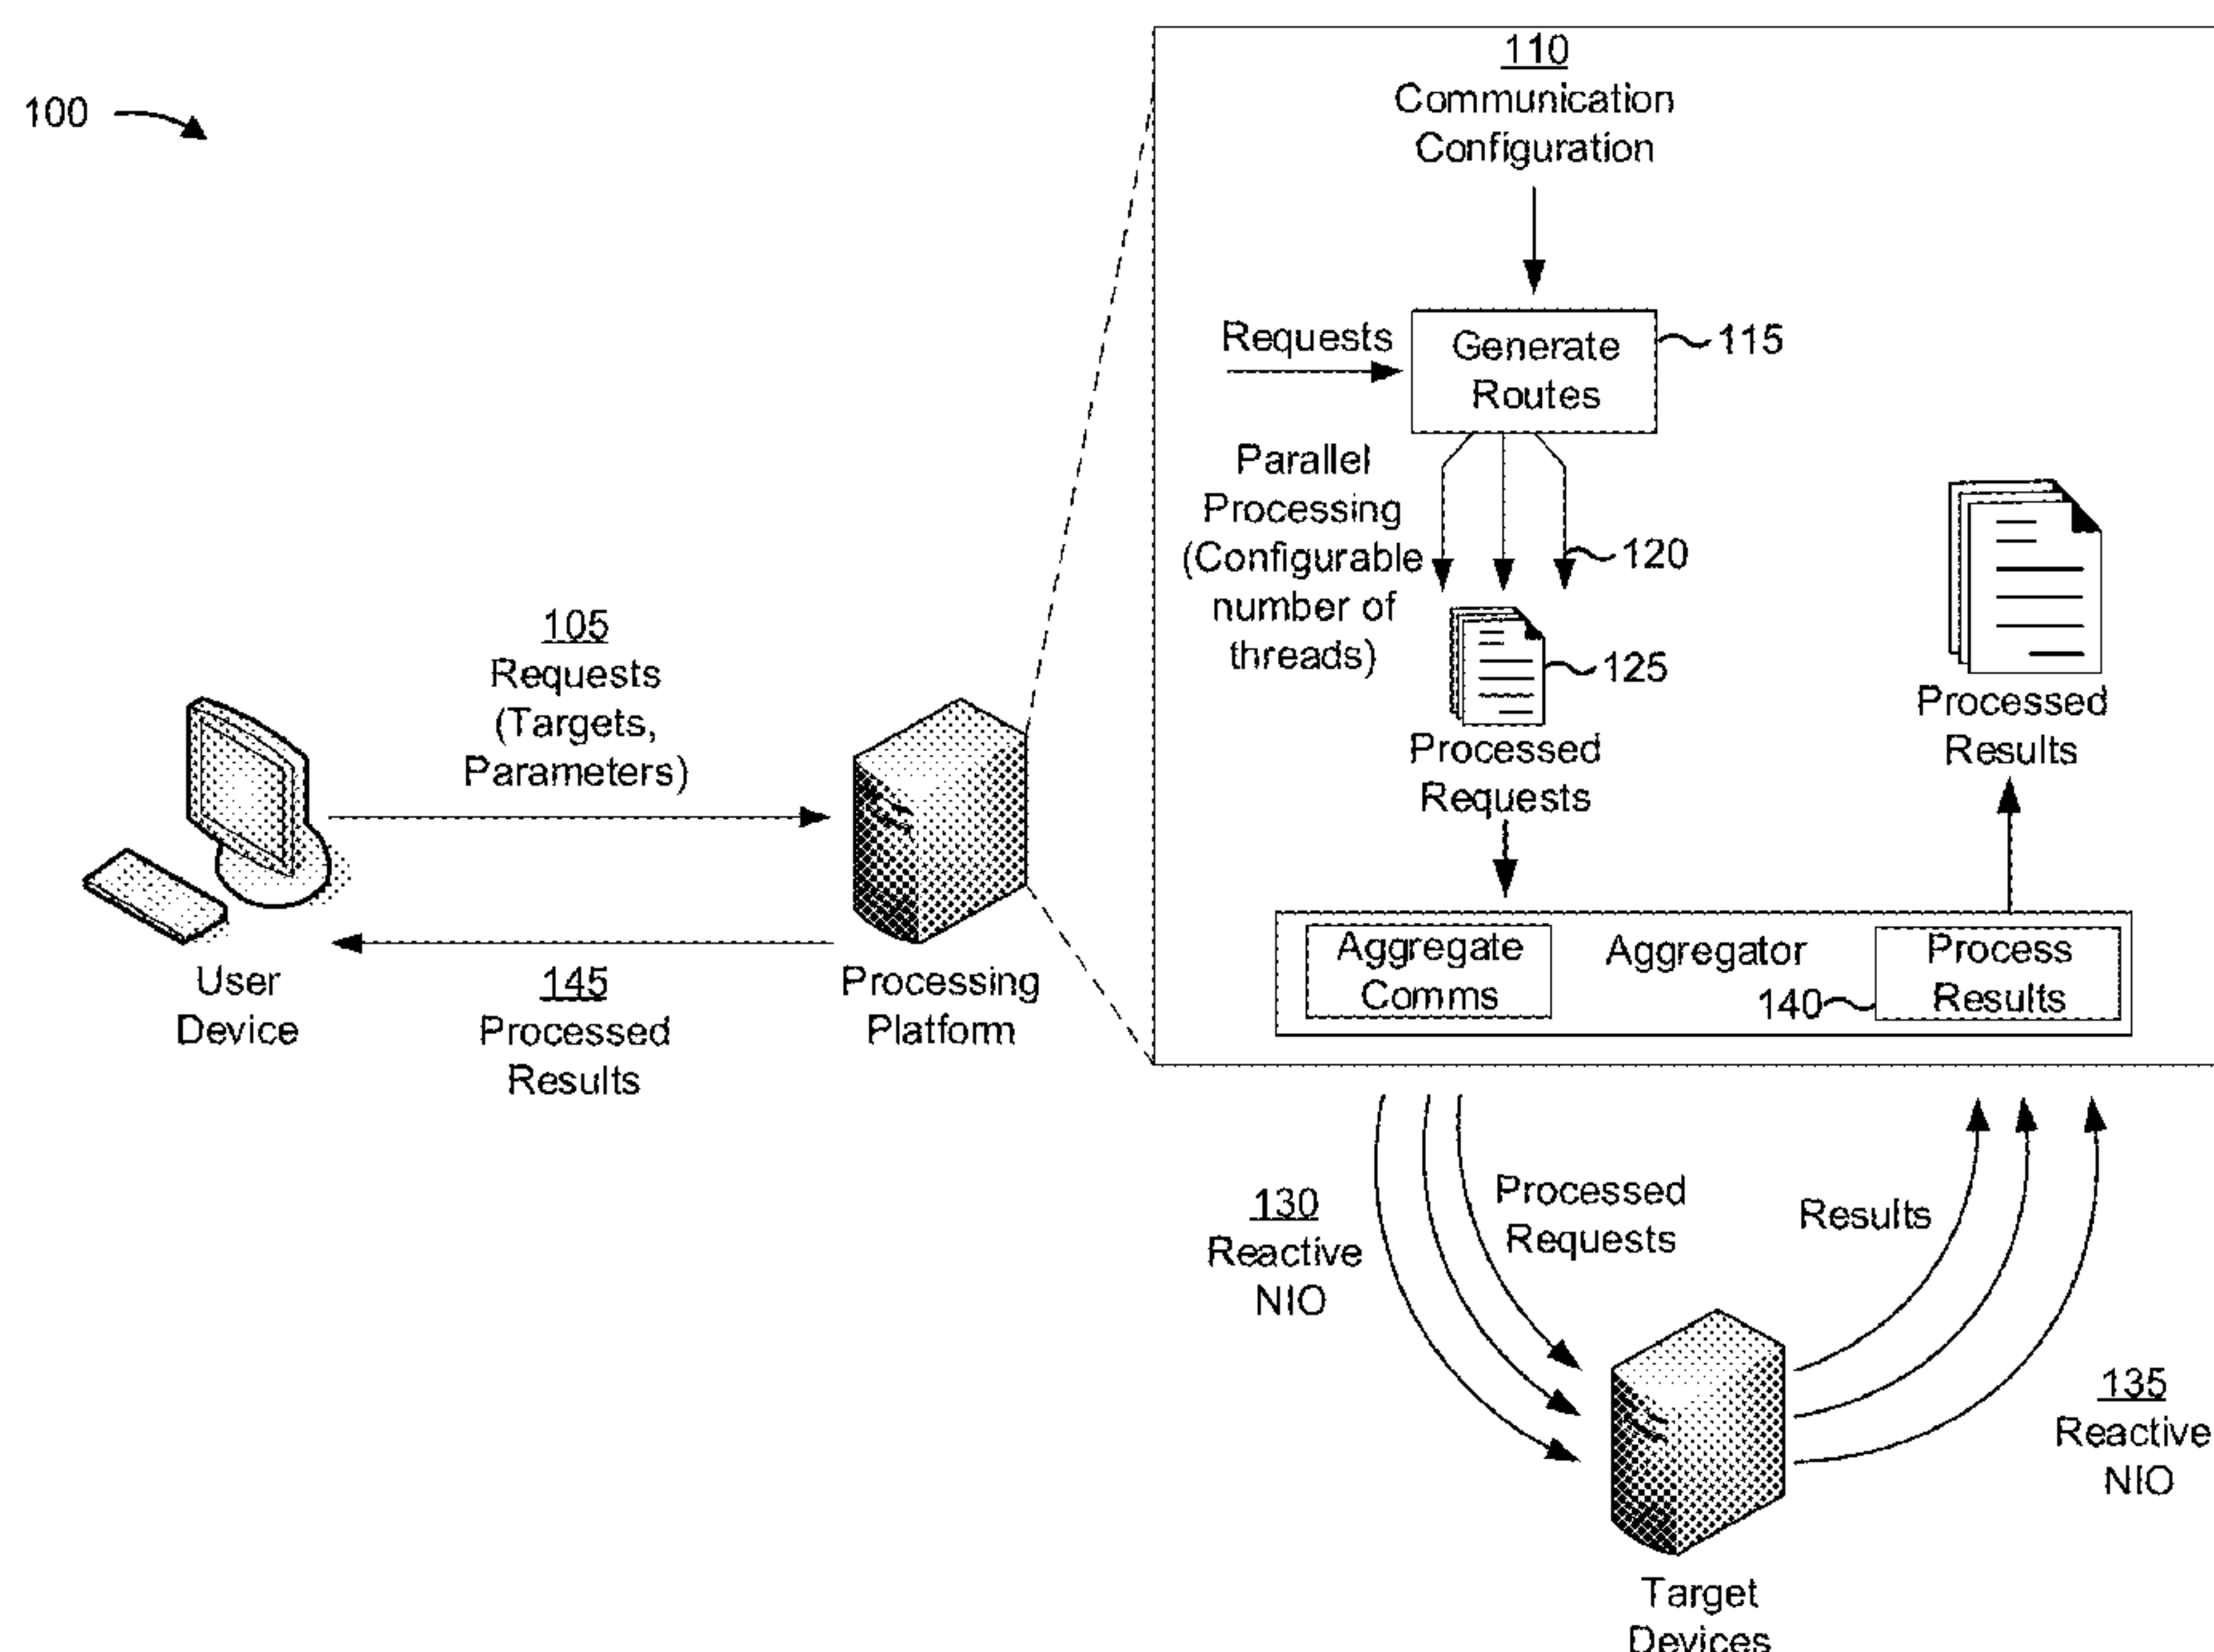 100
110
Communication
Configuration
Requests
Generate
Routes
115
Parallel
Processing
(Configurable
number of
threads)
120
125
Processed
Requests
Processed
Results
105
Requests
(Targets,
Parameters)
User
Device
145
Processed
Results
Processing
Platform
Aggregate
Comms
Aggregator
140
Process
Results
130
Reactive
NIO
Processed
Requests
Results
135
Reactive
NIO
Target
Devices